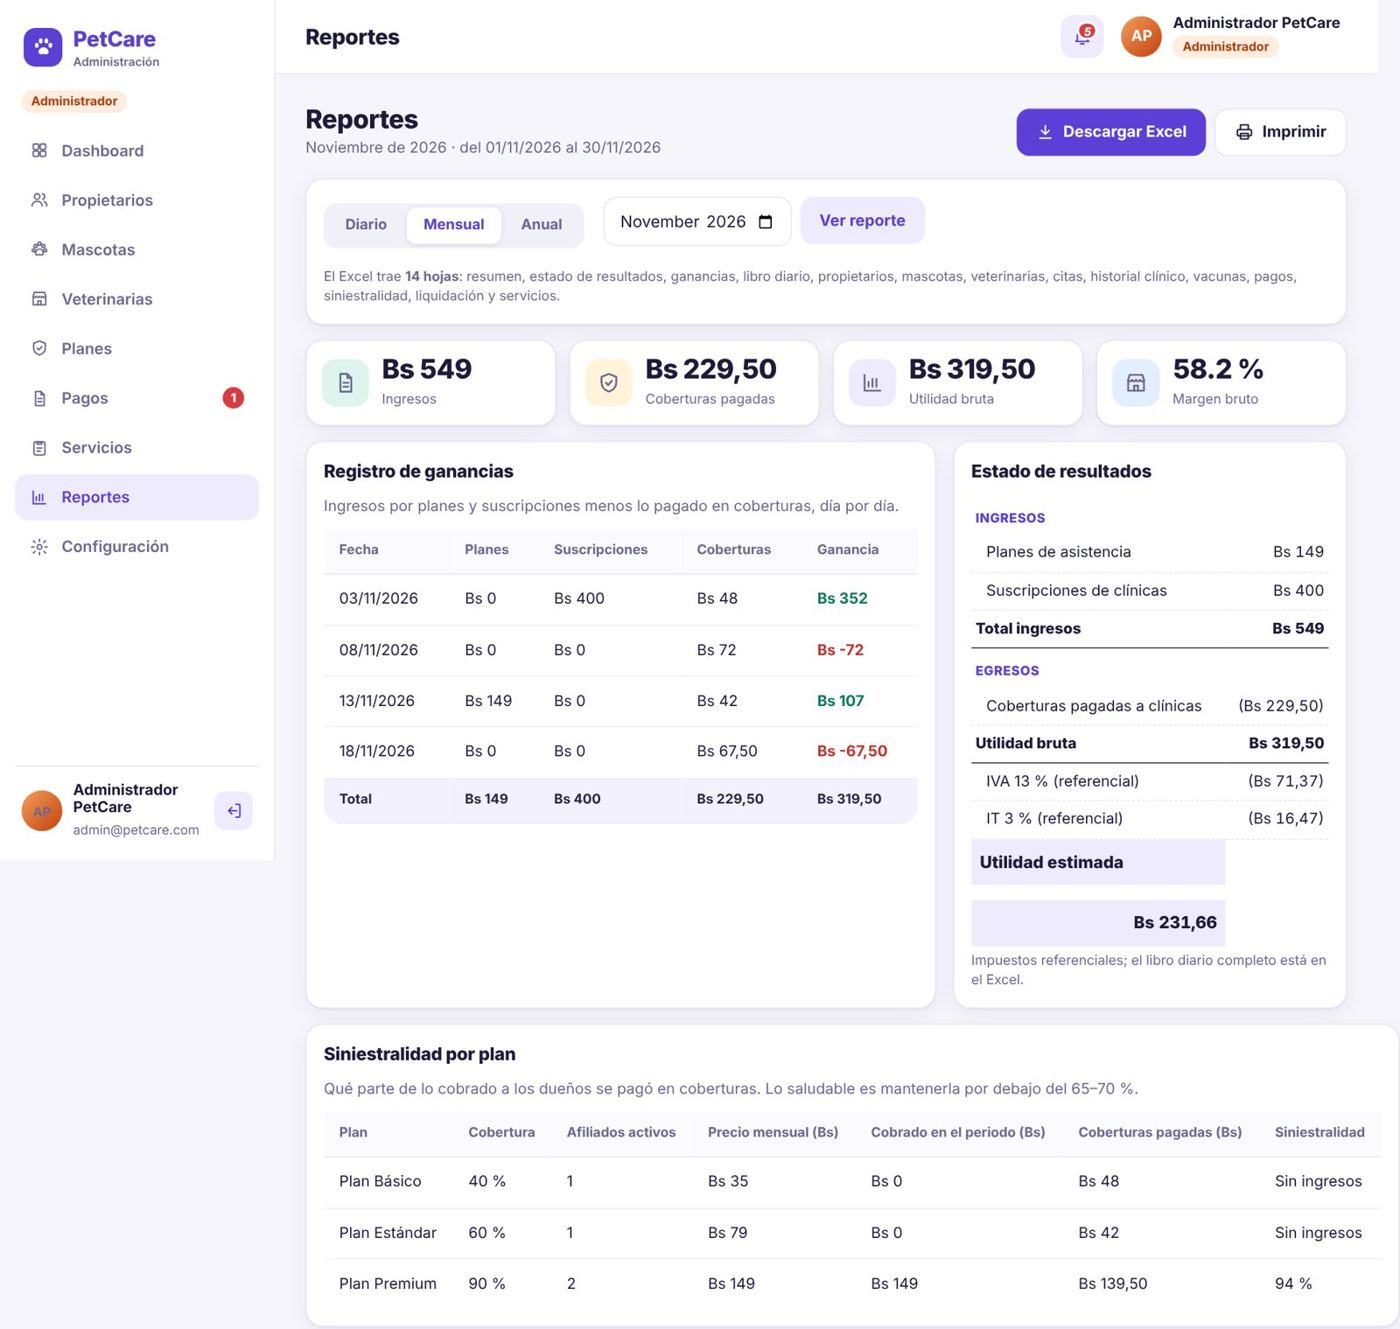 PetCare
Administración
Administrador
Dashboard
Propietarios
Mascotas
Veterinarias
Planes
Pagos 1
Servicios
Reportes
Configuración
Administrador
PetCare
AP
admin@petcare.com
Reportes
5
AP
Administrador PetCare
Administrador
Reportes
Noviembre de 2026 · del 01/11/2026 al 30/11/2026
Descargar Excel
Imprimir
Diario Mensual Anual November 2026 Ver reporte
El Excel trae 14 hojas: resumen, estado de resultados, ganancias, libro diario, propietarios, mascotas, veterinarias, citas, historial clínico, vacunas, pagos,
siniestralidad, liquidación y servicios.
Bs 549
Ingresos
Bs 229,50
Coberturas pagadas
Bs 319,50
Utilidad bruta
58.2 %
Margen bruto
Registro de ganancias
Ingresos por planes y suscripciones menos lo pagado en coberturas, día por día.
Fecha Planes Suscripciones Coberturas Ganancia
03/11/2026 Bs 0 Bs 400 Bs 48 Bs 352
08/11/2026 Bs 0 Bs 0 Bs 72 Bs -72
13/11/2026 Bs 149 Bs 0 Bs 42 Bs 107
18/11/2026 Bs 0 Bs 0 Bs 67,50 Bs -67,50
Total Bs 149 Bs 400 Bs 229,50 Bs 319,50
Estado de resultados
INGRESOS
Planes de asistencia Bs 149
Suscripciones de clínicas Bs 400
Total ingresos Bs 549
EGRESOS
Coberturas pagadas a clínicas (Bs 229,50)
Utilidad bruta Bs 319,50
IVA 13 % (referencial) (Bs 71,37)
IT 3 % (referencial) (Bs 16,47)
Utilidad estimada
Bs 231,66
Impuestos referenciales; el libro diario completo está en
el Excel.
Siniestralidad por plan
Qué parte de lo cobrado a los dueños se pagó en coberturas. Lo saludable es mantenerla por debajo del 65–70 %.
Plan Cobertura Afiliados activos Precio mensual (Bs) Cobrado en el periodo (Bs) Coberturas pagadas (Bs) Siniestralidad
Plan Básico 40 % 1 Bs 35 Bs 0 Bs 48 Sin ingresos
Plan Estándar 60 % 1 Bs 79 Bs 0 Bs 42 Sin ingresos
Plan Premium 90 % 2 Bs 149 Bs 149 Bs 139,50 94 %